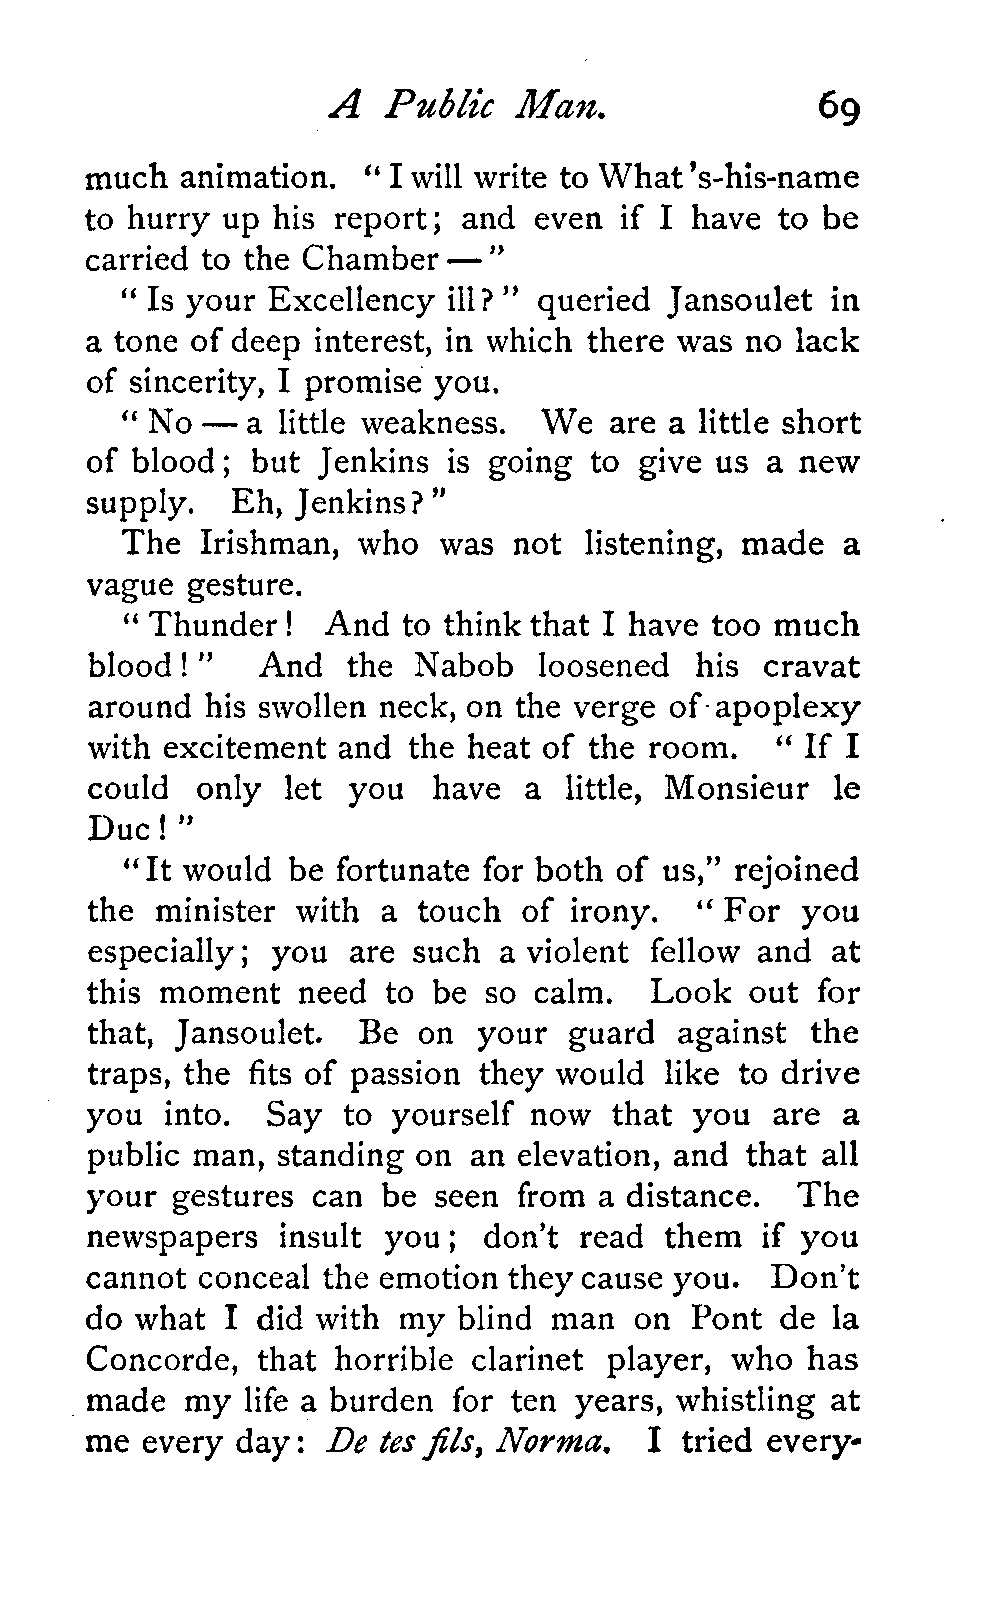 A Public Man. 69
much animation. " I will write to What 's-his-name
to hurry up his report; and even if I have to be
carried to the Chamber — "
" Is your Excellency ill? " queried Jansoulet in
a tone of deep interest, in which there was no lack
of sincerity, I promise you.
" No — a little weakness. We are a little short
of blood ; but Jenkins is going to give us a new
supply. Eh, Jenkins? "
The Irishman, who was not listening, made a
vague gesture.
" Thunder ! And to think that I have too much
blood ! " And the Nabob loosened his cravat
around his swollen neck, on the verge of apoplexy
with excitement and the heat of the room. " If I
could only let you have a little, Monsieur le
Duc ! "
" It would be fortunate for both of us," rejoined
the minister with a touch of irony. " For you
especially ; you are such a violent fellow and at
this moment need to be so calm. Look out for
that, Jansoulet. Be on your guard against the
traps, the fits of passion they would like to drive
you into. Say to yourself now that you are a
public man, standing on an elevation, and that all
your gestures can be seen from a distance. The
newspapers insult you ; don't read them if you
cannot conceal the emotion they cause you. Don't
do what I did with my blind man on Pont de la
Concorde, that horrible clarinet player, who has
made my life a burden for ten years, whistling at
me every day: De tes fils, Norma. I tried every-